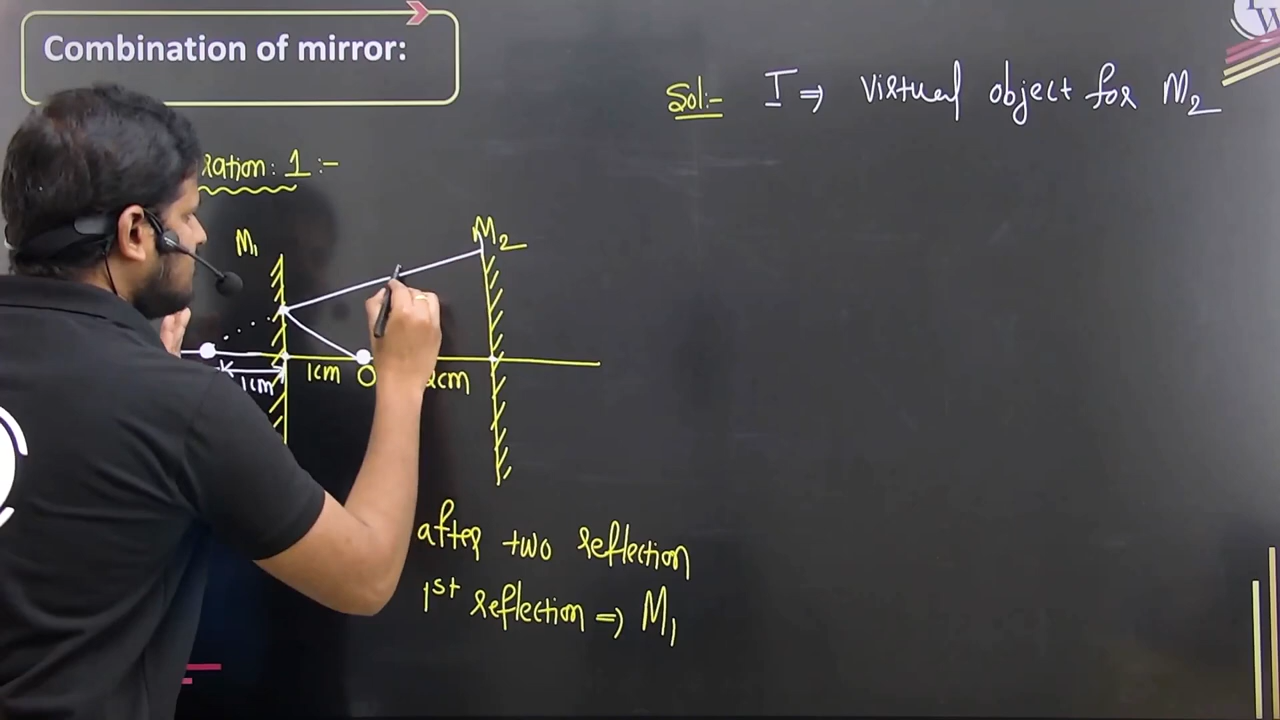 Combination of mirror:
Sol:- I ⇒ virtual object for M2
ration: 1 :-
M1
M2
1cm O 2cm
1cm
after two reflection
1st reflection ⇒ M1